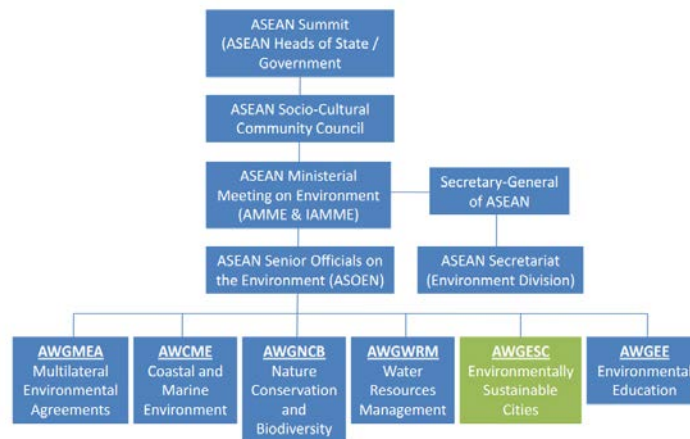 ASEAN Summit
(ASEAN Heads of State /
Government
ASEAN Socio-Cultural
Community Council
ASEAN Ministerial
Meeting on Environment
(AMME & IAMME)
Secretary-General
of ASEAN
ASEAN Senior Officials on
the Environment (ASOEN)
ASEAN Secretariat
(Environment Division)
AWGMEA
Multilateral
Environmental
Agreements
AWCME
Coastal and
Marine
Environment
AWGNCB
Nature
Conservation
and
Biodiversity
AWGWRM
Water
Resources
Management
AWGESC
Environmentally
Sustainable
Cities
AWGEE
Environmental
Education